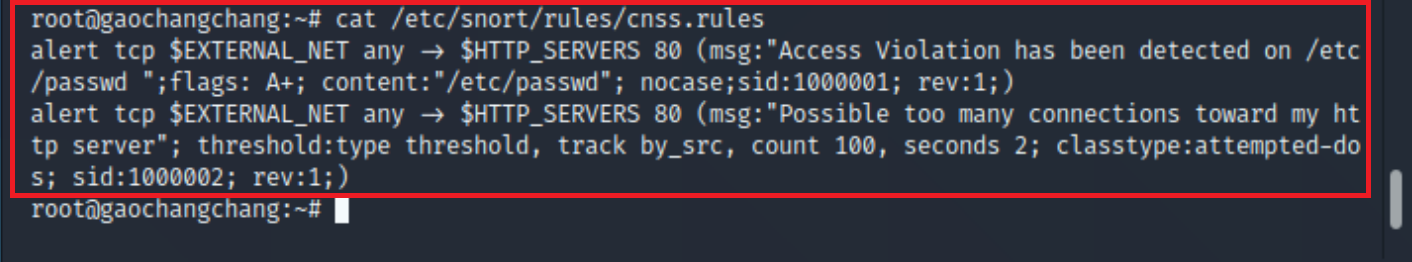 root@gaochangchang:~# cat /etc/snort/rules/cnss.rules
alert tcp $EXTERNAL_NET any → $HTTP_SERVERS 80 (msg:"Access Violation has been detected on /etc
/passwd ";flags: A+; content:"/etc/passwd"; nocase;sid:1000001; rev:1;)
alert tcp $EXTERNAL_NET any → $HTTP_SERVERS 80 (msg:"Possible too many connections toward my ht
tp server"; threshold:type threshold, track by_src, count 100, seconds 2; classtype:attempted-do
s; sid:1000002; rev:1;)
root@gaochangchang:~#